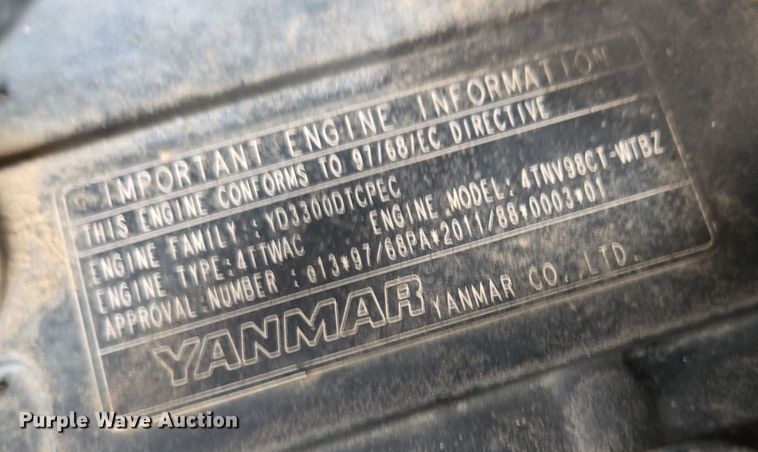 IMPORTANT ENGINE INFORMATION
THIS ENGINE CONFORMS TO 97/68/EC DIRECTIVE
ENGINE FAMILY : YD3300DTCPEC
ENGINE TYPE:4TTWAC ENGINE MODEL: 4TNV98CT-WTBZ
APPROVAL NUMBER : e13*97/68PA*2011/88*0003*01
YANMAR YANMAR CO., LTD.
Purple Wave Auction